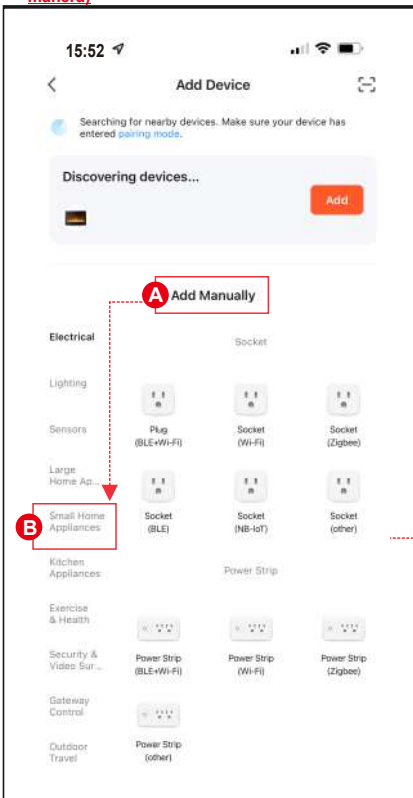 15:52
Add Device
Searching for nearby devices. Make sure your device has
entered pairing mode.
Discovering devices...
Add
A
Add Manually
Electrical
Socket
Lighting
Sensors
Plug
(BLE+Wi-Fi)
Socket
(Wi-Fi)
Socket
(Zigbee)
Large
Home Ap...
B
Small Home
Appliances
Socket
(BLE)
Socket
(NB-IoT)
Socket
(other)
Kitchen
Appliances
Power Strip
Exercise
& Health
Security &
Video Sur...
Power Strip
(BLE+Wi-Fi)
Power Strip
(Wi-Fi)
Power Strip
(Zigbee)
Gateway
Control
Outdoor
Travel
Power Strip
(other)